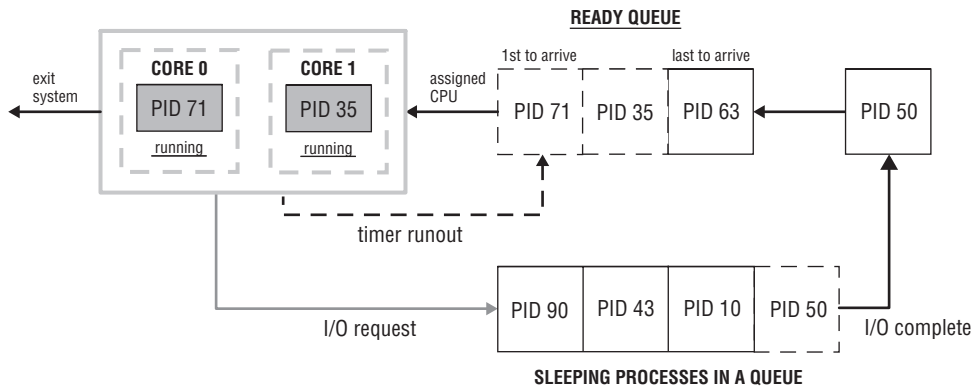 READY QUEUE
1st to arrive
last to arrive
exit
system
CORE 0
CORE 1
assigned
CPU
PID 71
PID 35
PID 71
PID 35
PID 63
PID 50
running
running
timer runout
I/O request
PID 90
PID 43
PID 10
PID 50
I/O complete
SLEEPING PROCESSES IN A QUEUE